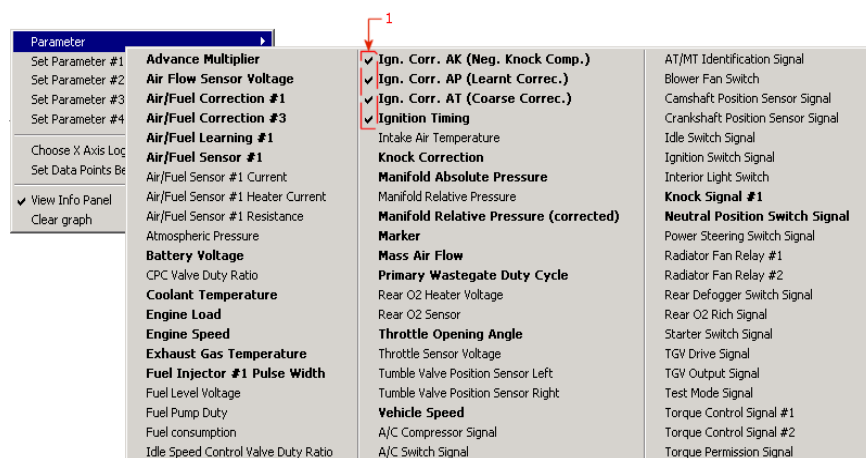 1
Parameter
Set Parameter #1
Set Parameter #2
Set Parameter #3
Set Parameter #4
Choose X Axis Log
Set Data Points Be
View Info Panel
Clear graph
Advance Multiplier
Air Flow Sensor Voltage
Air/Fuel Correction #1
Air/Fuel Correction #3
Air/Fuel Learning #1
Air/Fuel Sensor #1
Air/Fuel Sensor #1 Current
Air/Fuel Sensor #1 Heater Current
Air/Fuel Sensor #1 Resistance
Atmospheric Pressure
Battery Voltage
CPC Valve Duty Ratio
Coolant Temperature
Engine Load
Engine Speed
Exhaust Gas Temperature
Fuel Injector #1 Pulse Width
Fuel Level Voltage
Fuel Pump Duty
Fuel consumption
Idle Speed Control Valve Duty Ratio
Ign. Corr. AK (Neg. Knock Comp.)
Ign. Corr. AP (Learnt Correc.)
Ign. Corr. AT (Coarse Correc.)
Ignition Timing
Intake Air Temperature
Knock Correction
Manifold Absolute Pressure
Manifold Relative Pressure
Manifold Relative Pressure (corrected)
Marker
Mass Air Flow
Primary Wastegate Duty Cycle
Rear O2 Heater Voltage
Rear O2 Sensor
Throttle Opening Angle
Throttle Sensor Voltage
Tumble Valve Position Sensor Left
Tumble Valve Position Sensor Right
Vehicle Speed
A/C Compressor Signal
A/C Switch Signal
AT/MT Identification Signal
Blower Fan Switch
Camshaft Position Sensor Signal
Crankshaft Position Sensor Signal
Idle Switch Signal
Ignition Switch Signal
Interior Light Switch
Knock Signal #1
Neutral Position Switch Signal
Power Steering Switch Signal
Radiator Fan Relay #1
Radiator Fan Relay #2
Rear Defogger Switch Signal
Rear O2 Rich Signal
Starter Switch Signal
TGV Drive Signal
TGV Output Signal
Test Mode Signal
Torque Control Signal #1
Torque Control Signal #2
Torque Permission Signal